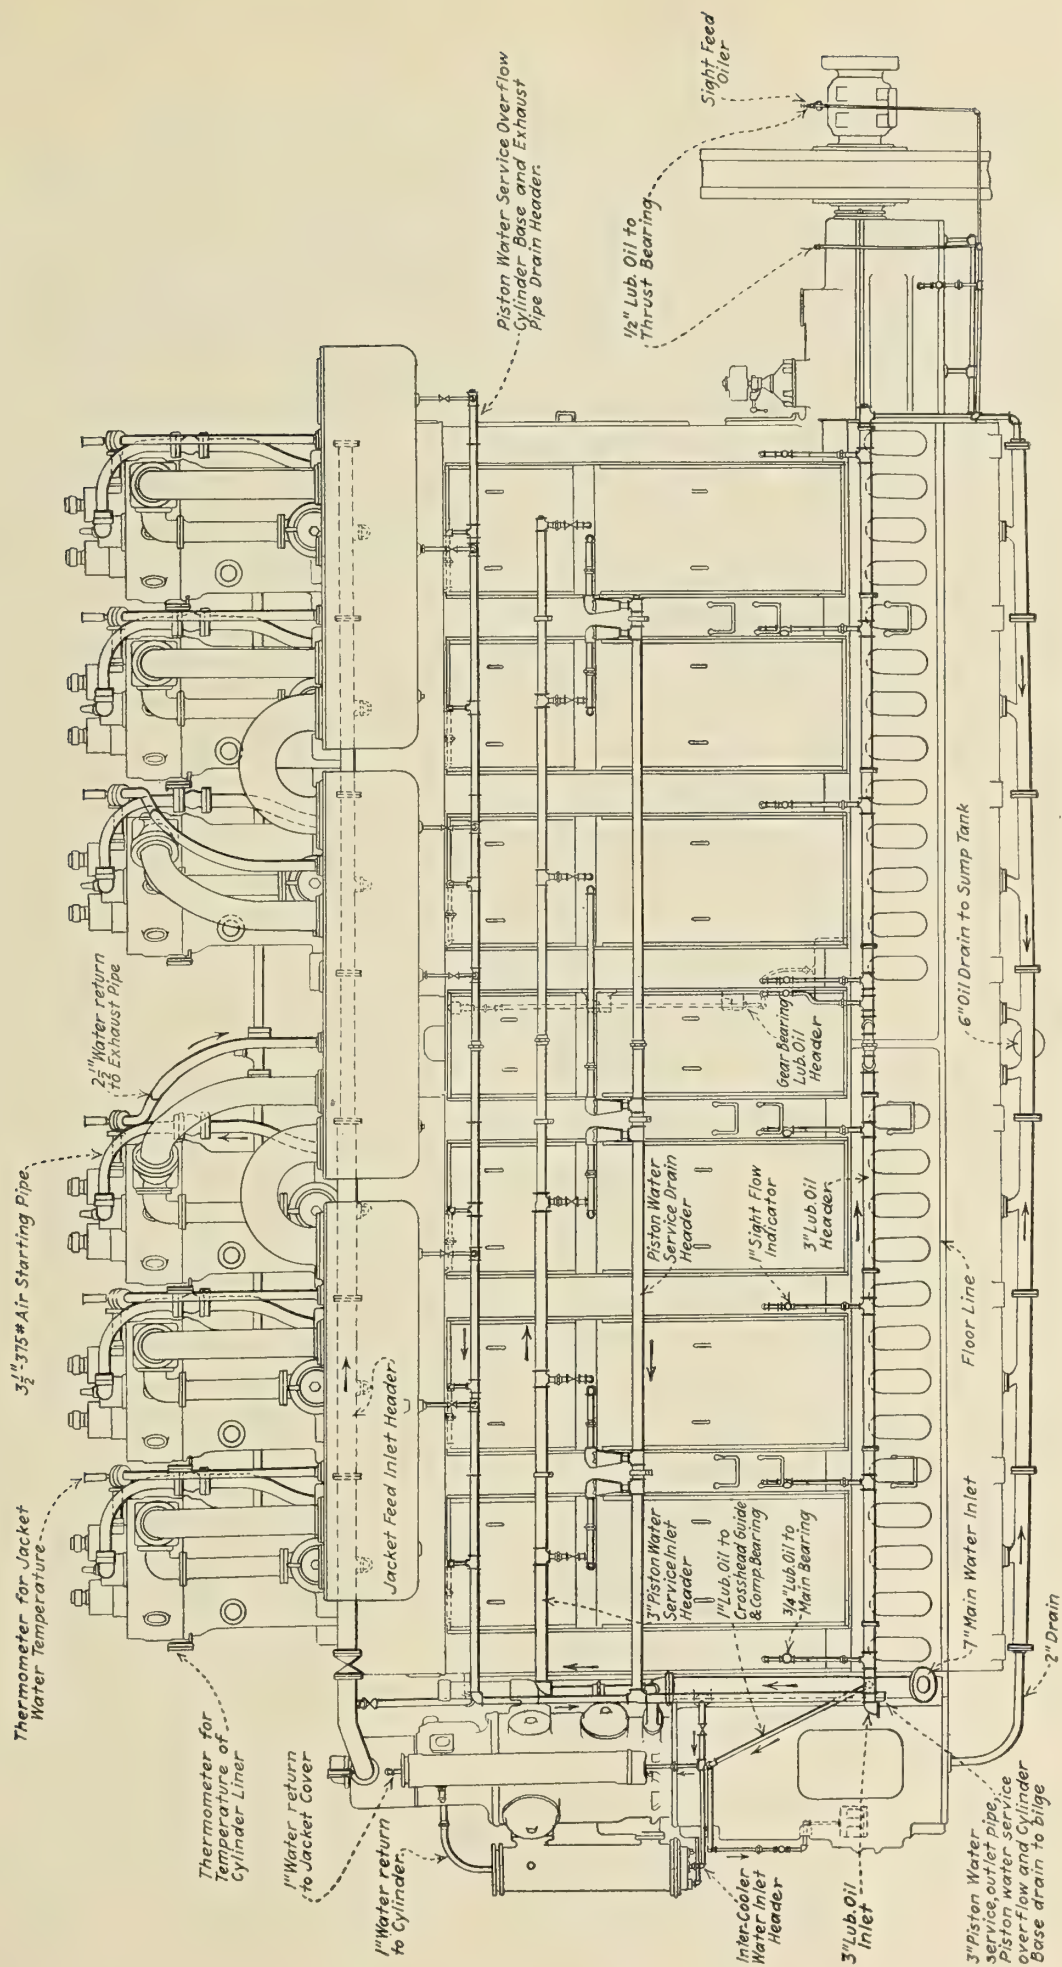 Sight Feed
Oiler
Piston Water Service Overflow
Cylinder Base and Exhaust
Pipe Drain Header.
1/2" Lub. Oil to
Thrust Bearing
2 1/2" Water return
to Exhaust Pipe
3 1/2"-375# Air Starting Pipe
Thermometer for Jacket
Water Temperature
Thermometer for
Temperature of
Cylinder Liner
1" Water return
to Jacket Cover
1" Water return
to Cylinder
Jacket Feed Inlet Header
Gear Bearing
Lub. Oil
Header
6" Oil Drain to Sump Tank
Piston Water
Service Drain
Header
1" Sight Flow
Indicator
3" Lub. Oil
Header
Floor Line
3" Piston Water
Service Inlet
Header
1" Lub. Oil to
Crosshead Guide
& Comp. Bearing
3/4" Lub. Oil to
Main Bearing
7" Main Water Inlet
2" Drain
Inter-Cooler
Water Inlet
Header
3" Lub. Oil
Inlet
3" Piston Water
service, outlet pipe,
Piston water service
overflow and Cylinder
Base drain to bilge